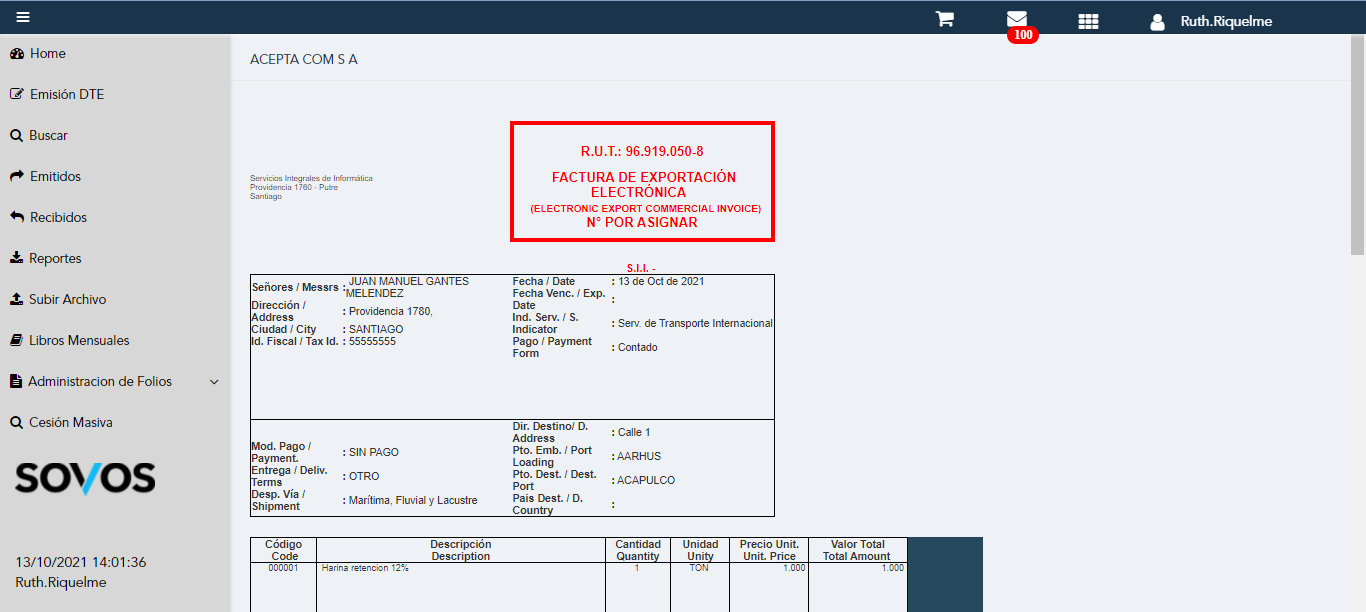 Ruth.Riquelme
100
Home
Emisión DTE
Buscar
Emitidos
Recibidos
Reportes
Subir Archivo
Libros Mensuales
Administracion de Folios
Cesión Masiva
SOVOS
13/10/2021 14:01:36
Ruth.Riquelme
ACEPTA COM S A
Servicios Integrales de Informática
Providencia 1760 - Putre
Santiago
R.U.T.: 96.919.050-8
FACTURA DE EXPORTACIÓN
ELECTRÓNICA
(ELECTRONIC EXPORT COMMERCIAL INVOICE)
N° POR ASIGNAR
S.I.I. -
Señores / Messrs : JUAN MANUEL GANTES
MELENDEZ
Dirección /
Address : Providencia 1780,
Ciudad / City : SANTIAGO
Id. Fiscal / Tax Id. : 55555555
Fecha / Date : 13 de Oct de 2021
Fecha Venc. / Exp.
Date :
Ind. Serv. / S.
Indicator : Serv. de Transporte Internacional
Pago / Payment
Form : Contado
Mod. Pago /
Payment. : SIN PAGO
Entrega / Deliv.
Terms : OTRO
Desp. Vía /
Shipment : Marítima, Fluvial y Lacustre
Dir. Destino/ D.
Address : Calle 1
Pto. Emb. / Port
Loading : AARHUS
Pto. Dest. / Dest.
Port : ACAPULCO
Pais Dest. / D.
Country :
Código Descripción Cantidad Unidad Precio Unit. Valor Total
Code Description Quantity Unity Unit. Price Total Amount
000001 Harina retencion 12% 1 TON 1.000 1.000